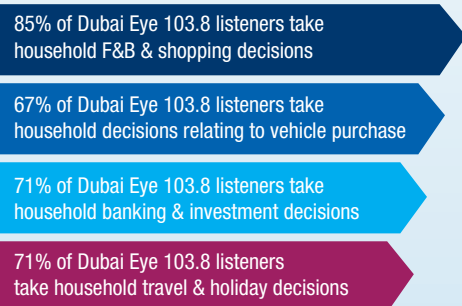 85% of Dubai Eye 103.8 listeners take
household F&B & shopping decisions
67% of Dubai Eye 103.8 listeners take
household decisions relating to vehicle purchase
71% of Dubai Eye 103.8 listeners take
household banking & investment decisions
71% of Dubai Eye 103.8 listeners
take household travel & holiday decisions